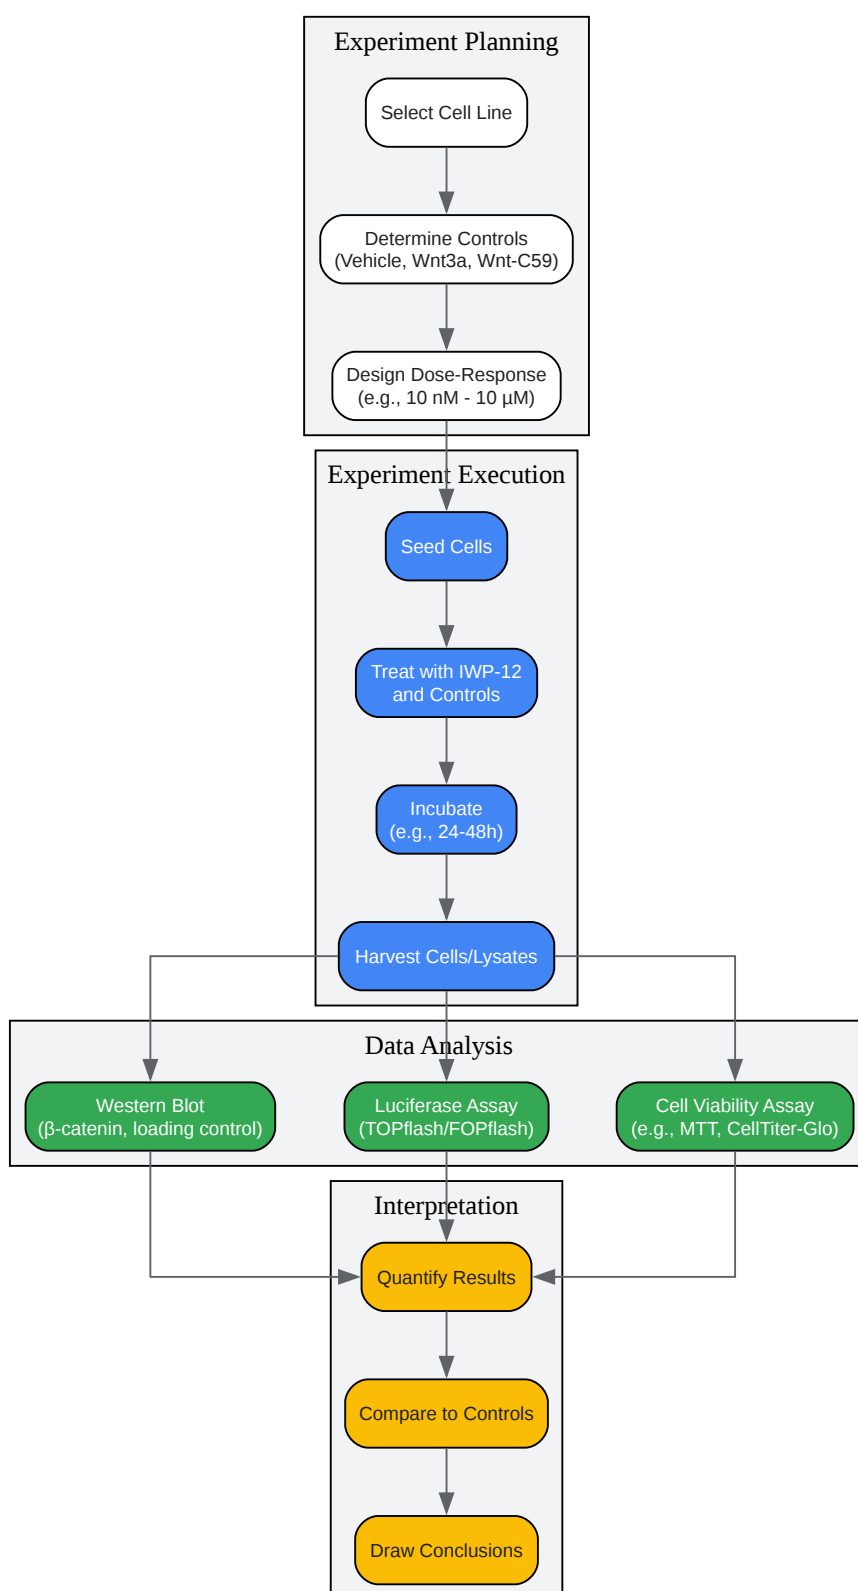 Experiment Planning
Select Cell Line
Determine Controls
(Vehicle, Wnt3a, Wnt-C59)
Design Dose-Response
(e.g., 10 nM - 10 µM)
Experiment Execution
Seed Cells
Treat with IWP-12
and Controls
Incubate
(e.g., 24-48h)
Harvest Cells/Lysates
Data Analysis
Western Blot
(β-catenin, loading control)
Luciferase Assay
(TOPflash/FOPflash)
Cell Viability Assay
(e.g., MTT, CellTiter-Glo)
Interpretation
Quantify Results
Compare to Controls
Draw Conclusions